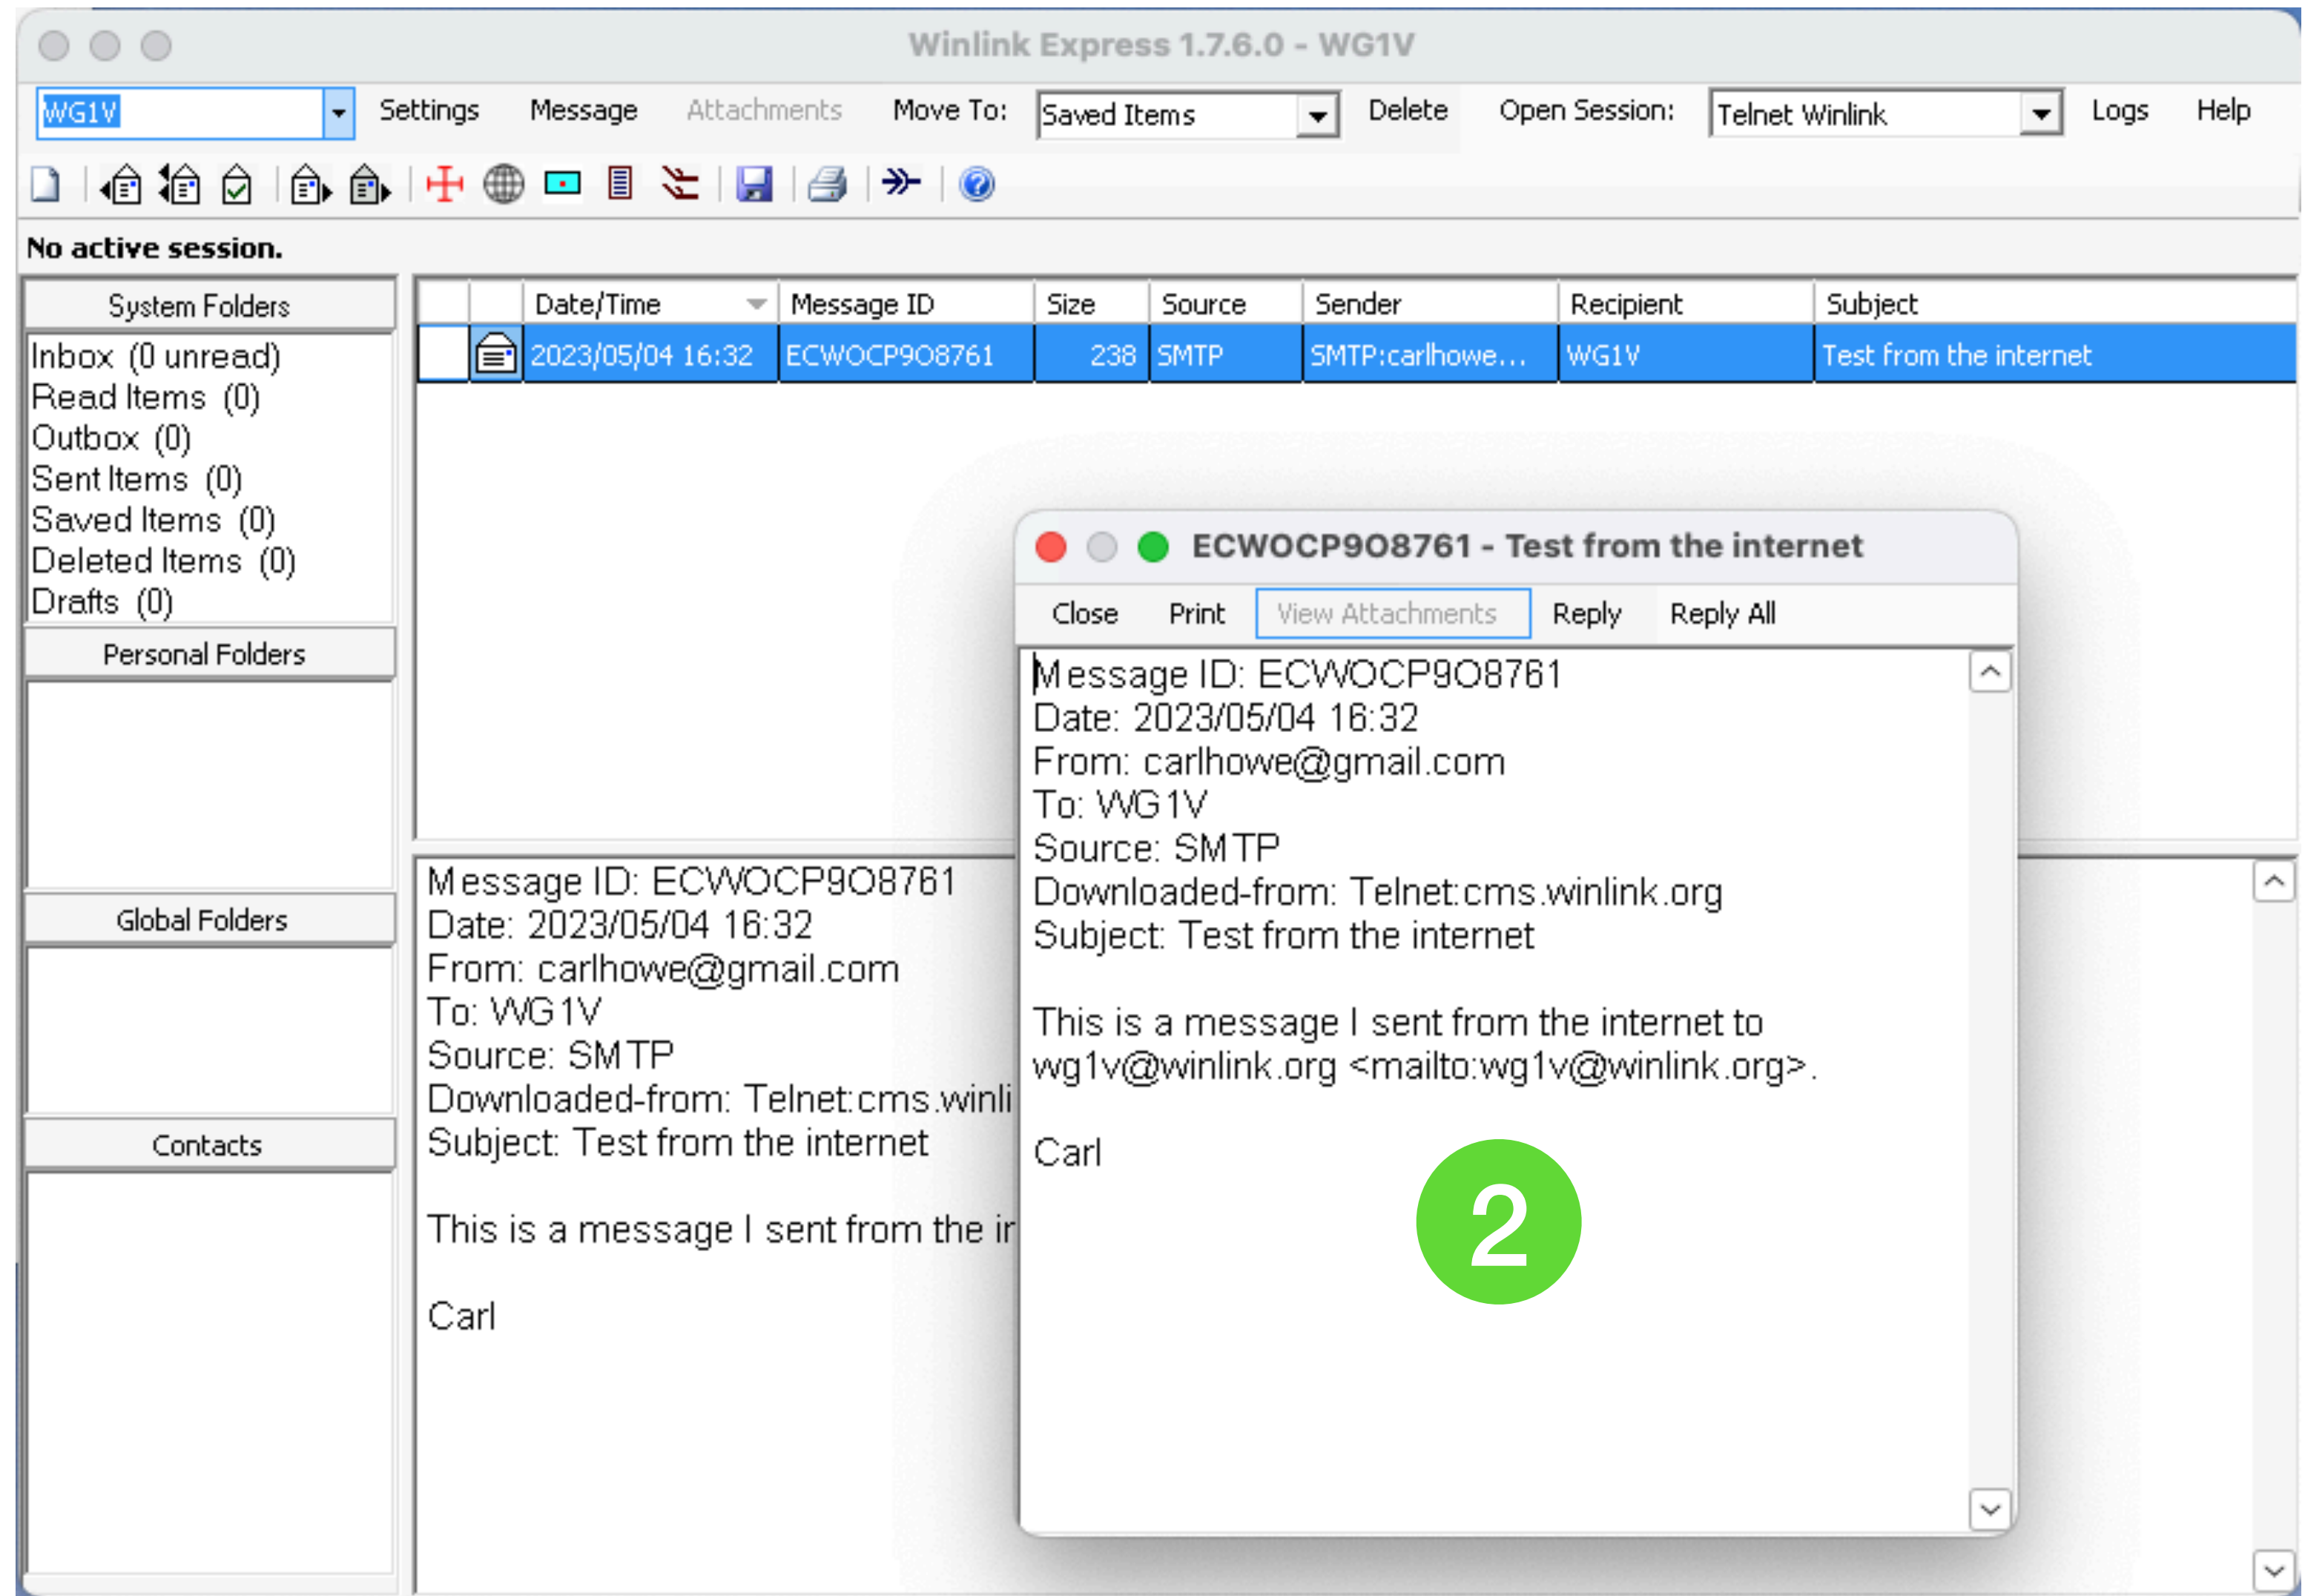 Winlink Express 1.7.6.0 - WG1V
WG1V Settings Message Attachments Move To: Saved Items Delete Open Session: Telnet Winlink Logs Help
No active session.
System Folders
Inbox (0 unread)
Read Items (0)
Outbox (0)
Sent Items (0)
Saved Items (0)
Deleted Items (0)
Drafts (0)
Personal Folders
Global Folders
Contacts
Date/Time Message ID Size Source Sender Recipient Subject
2023/05/04 16:32 ECWOCP9O8761 238 SMTP SMTP:carlhowe... WG1V Test from the internet
Message ID: ECWOCP9O8761
Date: 2023/05/04 16:32
From: carlhowe@gmail.com
To: WG1V
Source: SMTP
Downloaded-from: Telnet:cms.winli
Subject: Test from the internet
This is a message I sent from the
Carl
ECWOCP9O8761 - Test from the internet
Close Print View Attachments Reply Reply All
Message ID: ECWOCP9O8761
Date: 2023/05/04 16:32
From: carlhowe@gmail.com
To: WG1V
Source: SMTP
Downloaded-from: Telnet:cms.winlink.org
Subject: Test from the internet
This is a message I sent from the internet to
wg1v@winlink.org <mailto:wg1v@winlink.org>.
Carl
2